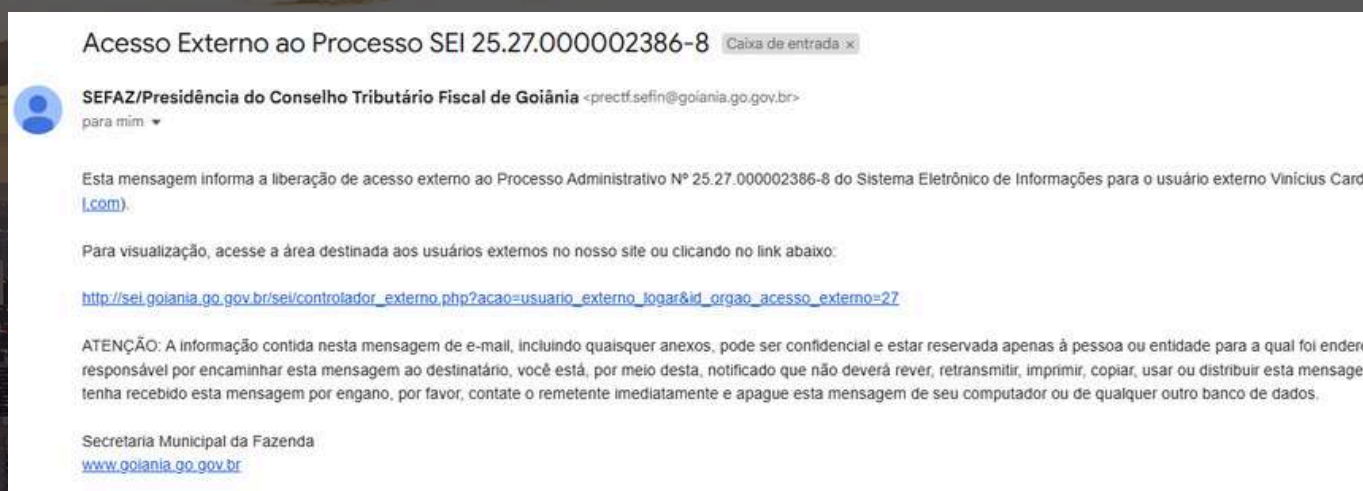 Acesso Externo ao Processo SEI 25.27.000002386-8 Caixa de entrada x
SEFAZ/Presidência do Conselho Tributário Fiscal de Goiânia <prectf.sefin@goiania.go.gov.br>
para mim
Esta mensagem informa a liberação de acesso externo ao Processo Administrativo Nº 25.27.000002386-8 do Sistema Eletrônico de Informações para o usuário externo Vinícius Card
l.com).
Para visualização, acesse a área destinada aos usuários externos no nosso site ou clicando no link abaixo:
http://sei.goiania.go.gov.br/sei/controlador_externo.php?acao=usuario_externo_logar&id_orgao_acesso_externo=27
ATENÇÃO: A informação contida nesta mensagem de e-mail, incluindo quaisquer anexos, pode ser confidencial e estar reservada apenas à pessoa ou entidade para a qual foi endere
responsável por encaminhar esta mensagem ao destinatário, você está, por meio desta, notificado que não deverá rever, retransmitir, imprimir, copiar, usar ou distribuir esta mensage
tenha recebido esta mensagem por engano, por favor, contate o remetente imediatamente e apague esta mensagem de seu computador ou de qualquer outro banco de dados.
Secretaria Municipal da Fazenda
www.goiania.go.gov.br